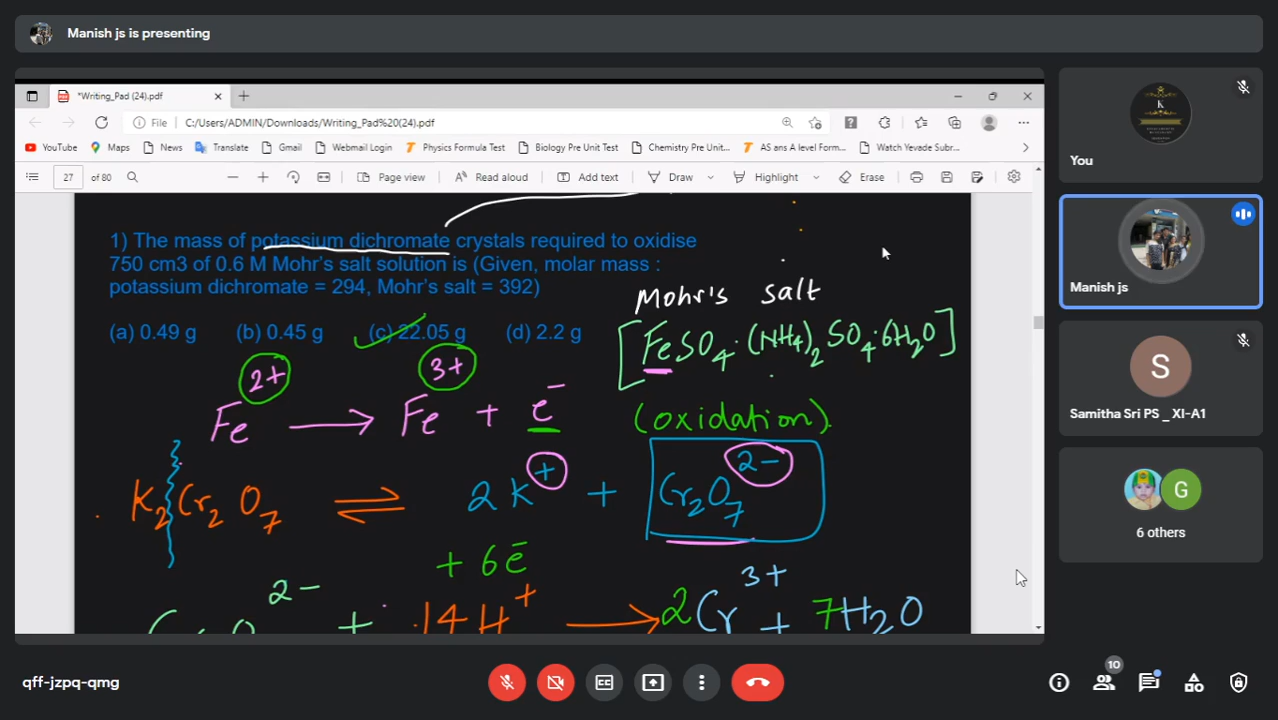 Manish js is presenting
*Writing_Pad (24).pdf
File C:/Users/ADMIN/Downloads/Writing_Pad%20(24).pdf
YouTube Maps News Translate Gmail Webmail Login Physics Formula Test Biology Pre Unit Test Chemistry Pre Unit... AS ans A level Form... Watch Yevade Subr...
27 of 80 Page view Read aloud Add text Draw Highlight Erase
1) The mass of potassium dichromate crystals required to oxidise
750 cm3 of 0.6 M Mohr's salt solution is (Given, molar mass :
potassium dichromate = 294, Mohr's salt = 392)
(a) 0.49 g (b) 0.45 g (c) 22.05 g (d) 2.2 g
Mohr's salt
[FeSO4·(NH4)2SO4·6H2O]
Fe2+ → Fe3+ + e−
(oxidation)
K2Cr2O7 ⇌ 2K+ + Cr2O7 2−
+ 6e−
2− + 14H+ → 2Cr3+ + 7H2O
You
Manish js
S
Samitha Sri PS _ XI-A1
G
6 others
qff-jzpq-qmg
CC
10